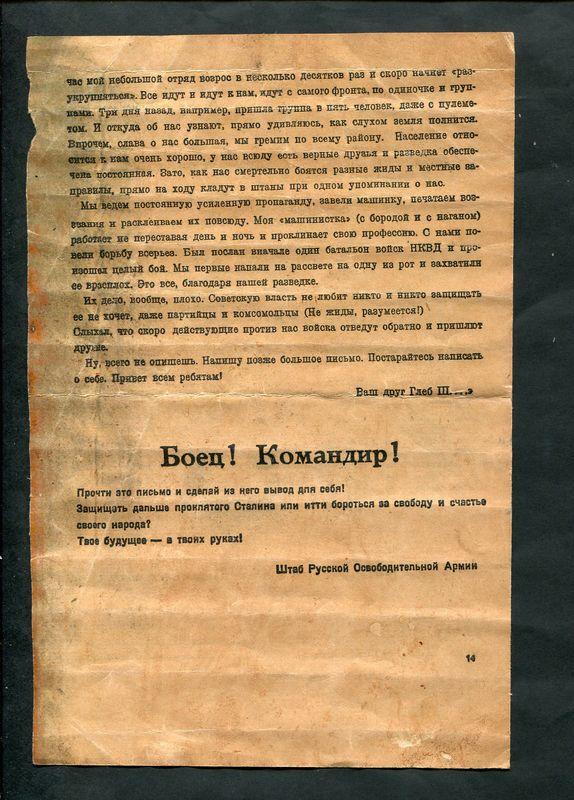 час мой небольшой отряд возрос в несколько десятков раз и скоро начнет «раз-
укрупняться». Все идут и идут к нам, идут с самого фронта, по одиночке и груп-
пами. Три дня назад, например, пришла группа в пять человек, даже с пулеме-
том. И откуда об нас узнают, прямо удивляюсь, как слухом земля полнится.
Впрочем, слава о нас большая, мы гремим по всему району. Население отно-
сится к нам очень хорошо, у нас всюду есть верные друзья и разведка обеспе-
чена постоянная. Зато, как нас смертельно боятся разные жиды и местные за-
правилы, прямо на ходу кладут в штаны при одном упоминании о нас.
Мы ведем постоянную усиленную пропаганду, завели машинку, печатаем воз-
звания и расклеиваем их повсюду. Моя «машинистка» (с бородой и с наганом)
работает не переставая день и ночь и проклинает свою профессию. С нами по-
вели борьбу всерьез. Был послан вначале один батальон войск НКВД и про-
изошел целый бой. Мы первые напали на рассвете на одну из рот и захватили
ее врасплох. Это все, благодаря нашей разведке.
Их дело, вообще, плохо. Советскую власть не любит никто и никто защищать
ее не хочет, даже партийцы и комсомольцы (Не жиды, разумеется!)
Слыхал, что скоро действующие против нас войска отведут обратно и пришлют
другие.
Ну, всего не опишешь. Напишу позже большое письмо. Постарайтесь написать
о себе. Привет всем ребятам!
Ваш друг Глеб Ш....»
Боец! Командир!
Прочти это письмо и сделай из него вывод для себя!
Защищать дальше проклятого Сталина или итти бороться за свободу и счастье
своего народа?
Твое будущее — в твоих руках!
Штаб Русской Освободительной Армии
14